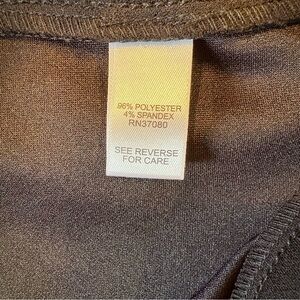 96% POLYESTER
4% SPANDEX
RN37080
SEE REVERSE
FOR CARE